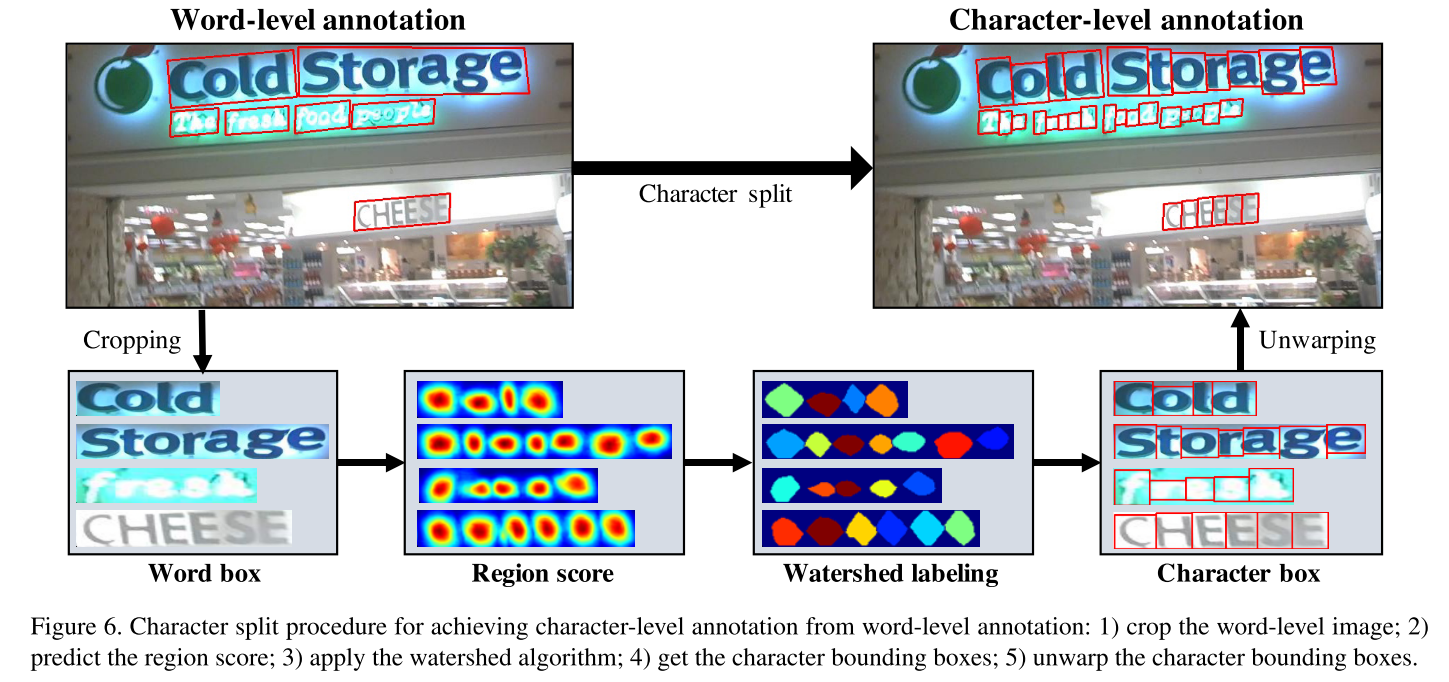 Word-level annotation
Character-level annotation
Cold Storage
The fresh food people
CHEESE
Character split
Cold Storage
The fresh food people
CHEESE
Cropping
Unwarping
Cold
Storage
fresh
CHEESE
Cold
Storage
fresh
CHEESE
Word box
Region score
Watershed labeling
Character box
Figure 6. Character split procedure for achieving character-level annotation from word-level annotation: 1) crop the word-level image; 2)
predict the region score; 3) apply the watershed algorithm; 4) get the character bounding boxes; 5) unwarp the character bounding boxes.